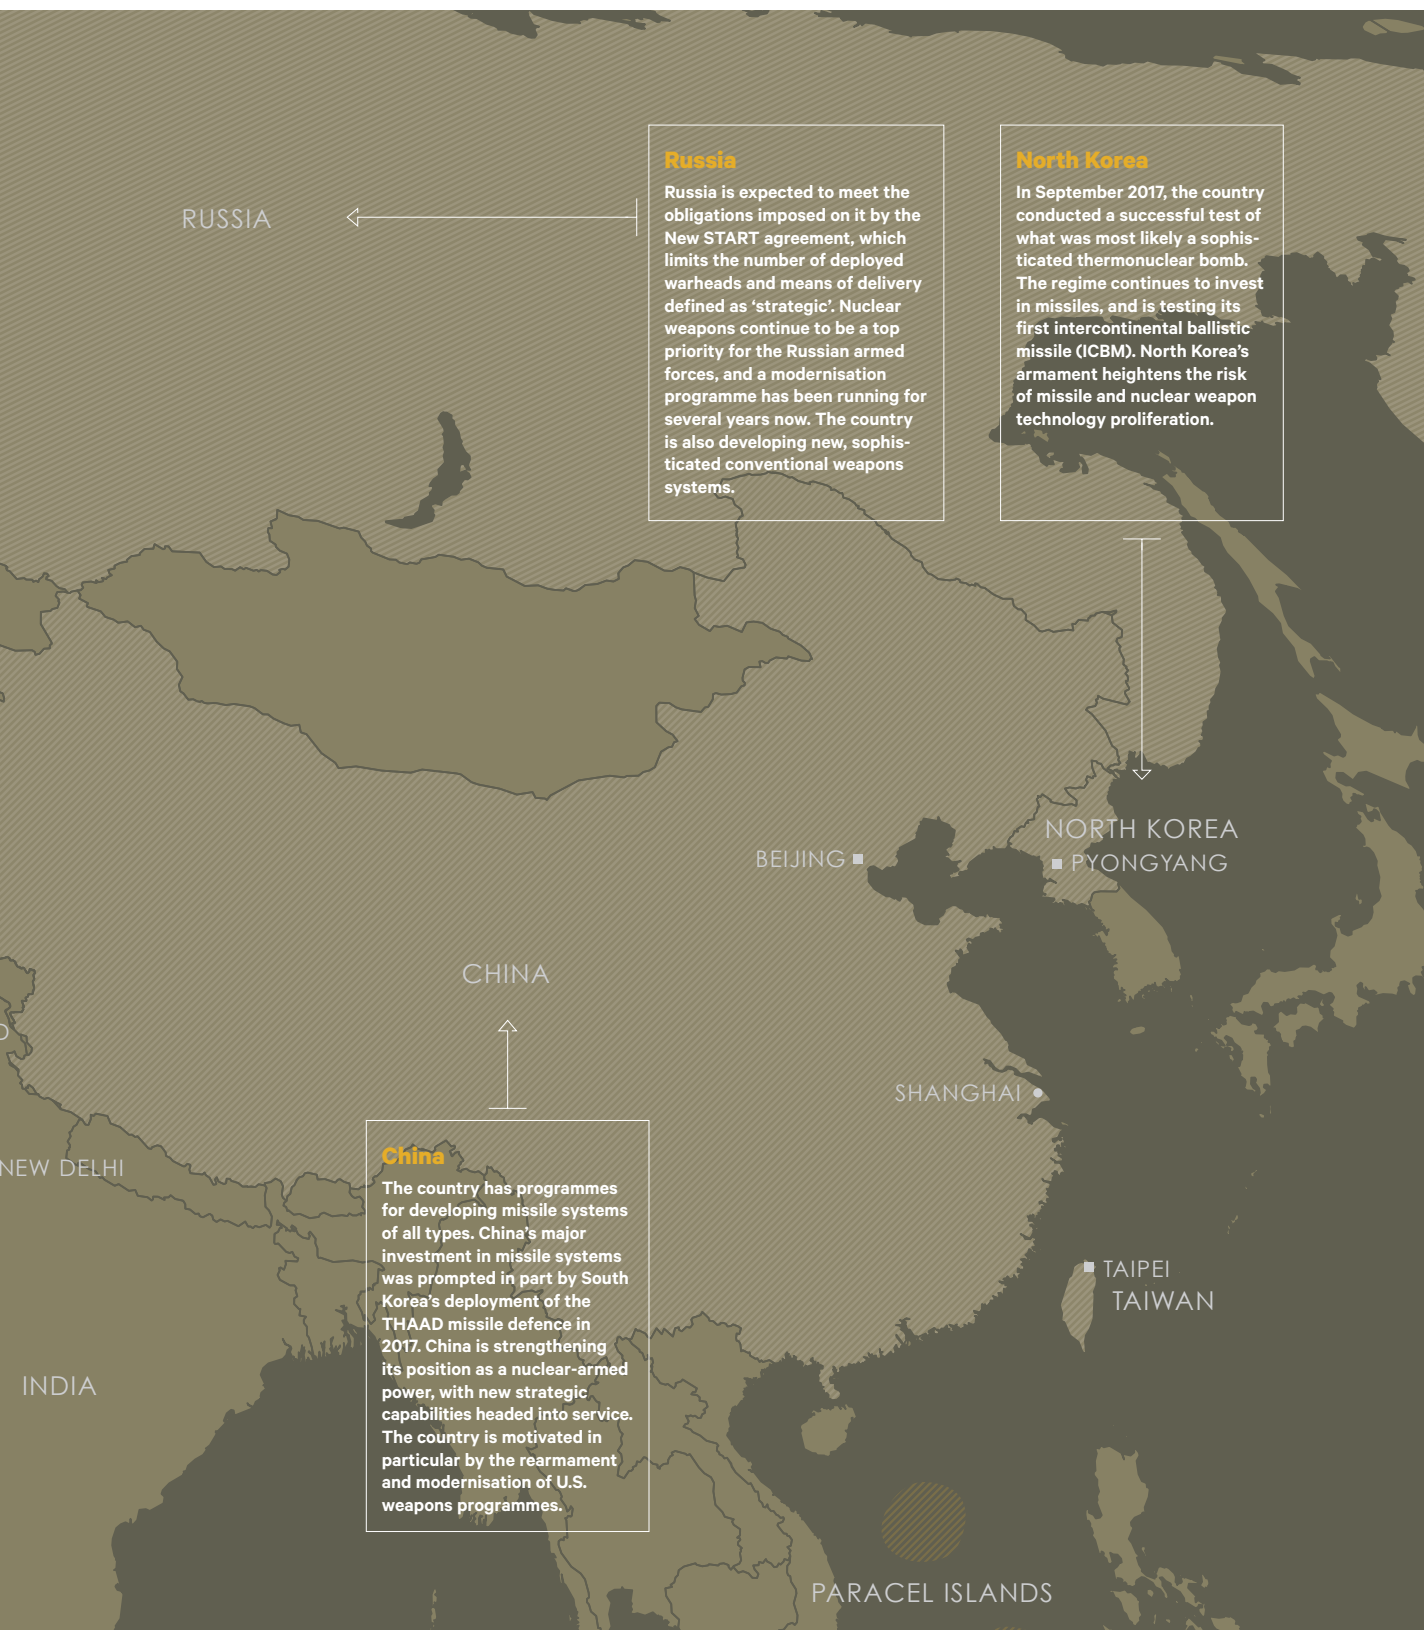 RUSSIA
Russia
Russia is expected to meet the
obligations imposed on it by the
New START agreement, which
limits the number of deployed
warheads and means of delivery
defined as ‘strategic’. Nuclear
weapons continue to be a top
priority for the Russian armed
forces, and a modernisation
programme has been running for
several years now. The country
is also developing new, sophis-
ticated conventional weapons
systems.
North Korea
In September 2017, the country
conducted a successful test of
what was most likely a sophis-
ticated thermonuclear bomb.
The regime continues to invest
in missiles, and is testing its
first intercontinental ballistic
missile (ICBM). North Korea’s
armament heightens the risk
of missile and nuclear weapon
technology proliferation.
NORTH KOREA
BEIJING
PYONGYANG
CHINA
SHANGHAI
NEW DELHI
China
The country has programmes
for developing missile systems
of all types. China’s major
investment in missile systems
was prompted in part by South
Korea’s deployment of the
THAAD missile defence in
2017. China is strengthening
its position as a nuclear-armed
power, with new strategic
capabilities headed into service.
The country is motivated in
particular by the rearmament
and modernisation of U.S.
weapons programmes.
TAIPEI
TAIWAN
INDIA
PARACEL ISLANDS